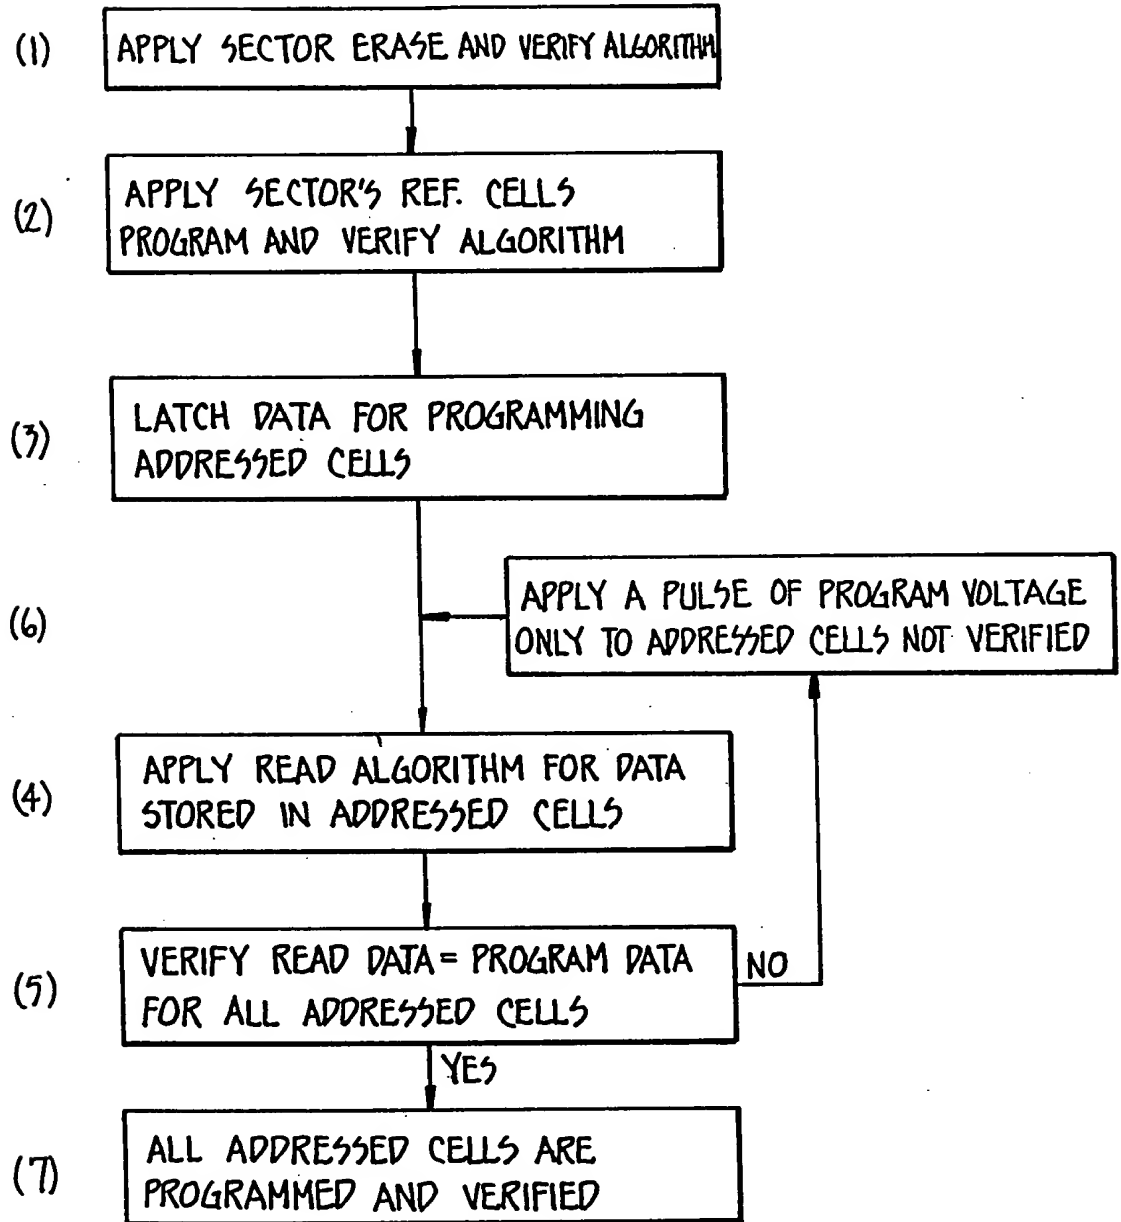 (1)
APPLY SECTOR ERASE AND VERIFY ALGORITHM
(2)
APPLY SECTOR'S REF. CELLS
PROGRAM AND VERIFY ALGORITHM
(3)
LATCH DATA FOR PROGRAMMING
ADDRESSED CELLS
(6)
APPLY A PULSE OF PROGRAM VOLTAGE
ONLY TO ADDRESSED CELLS NOT VERIFIED
(4)
APPLY READ ALGORITHM FOR DATA
STORED IN ADDRESSED CELLS
(5)
VERIFY READ DATA = PROGRAM DATA
FOR ALL ADDRESSED CELLS
NO
YES
(7)
ALL ADDRESSED CELLS ARE
PROGRAMMED AND VERIFIED